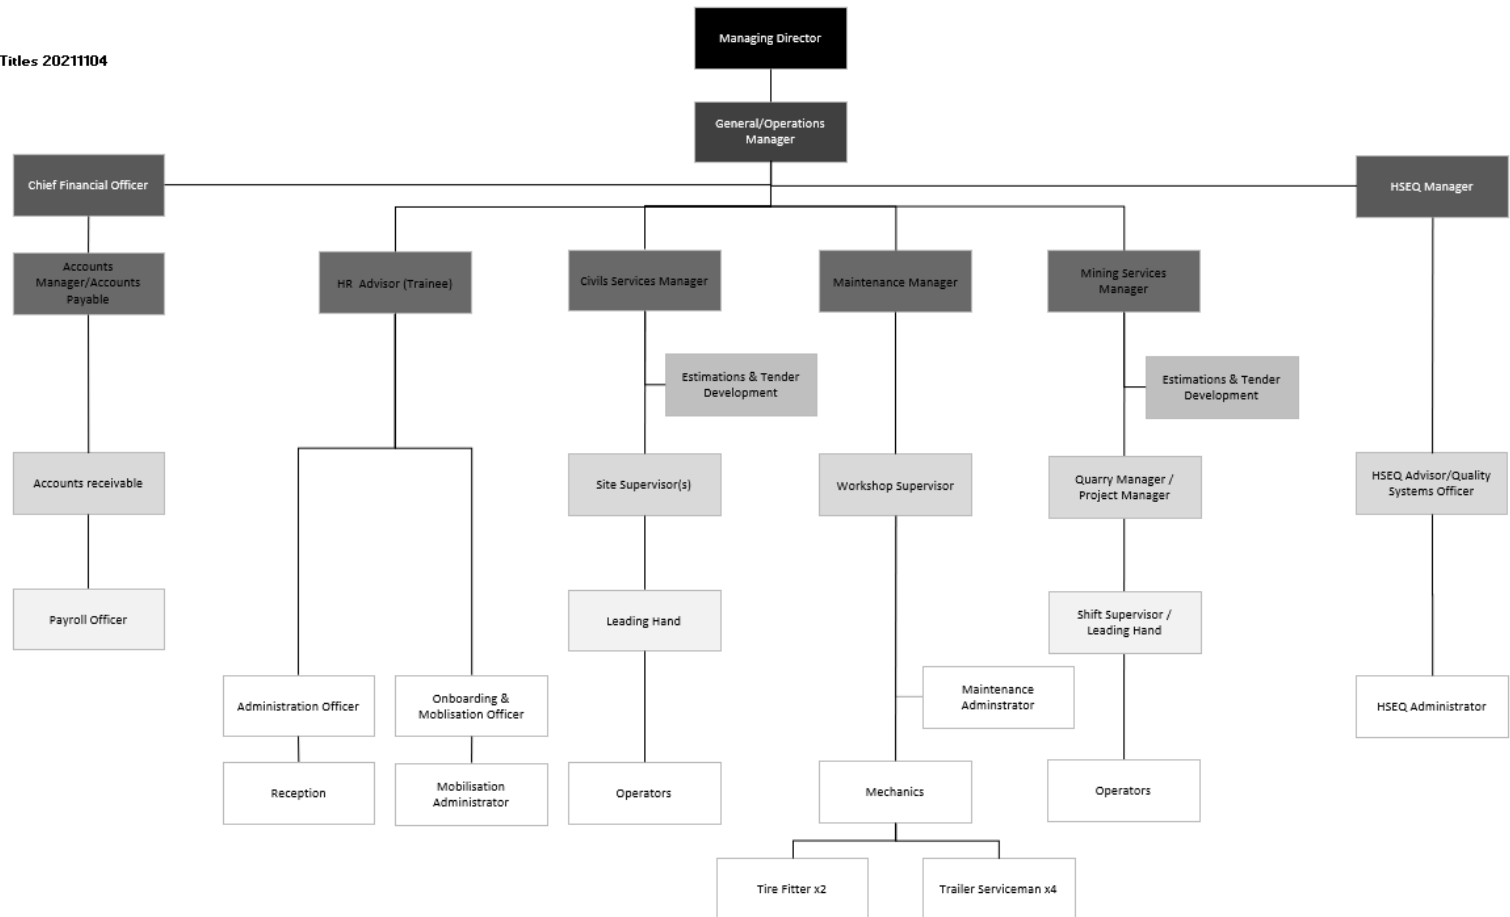 Managing Director
Titles 20211104
General/Operations
Manager
Chief Financial Officer
HSEQ Manager
Accounts
Manager/Accounts
Payable
HR  Advisor (Trainee)
Civils Services Manager
Maintenance Manager
Mining Services
Manager
Estimations & Tender
Development
Estimations & Tender
Development
Accounts receivable
Site Supervisor(s)
Workshop Supervisor
Quarry Manager /
Project Manager
HSEQ Advisor/Quality
Systems Officer
Payroll Officer
Leading Hand
Shift Supervisor /
Leading Hand
Administration Officer
Onboarding &
Moblisation Officer
Maintenance
Adminstrator
HSEQ Administrator
Reception
Mobilisation
Administrator
Operators
Mechanics
Operators
Tire Fitter x2
Trailer Serviceman x4